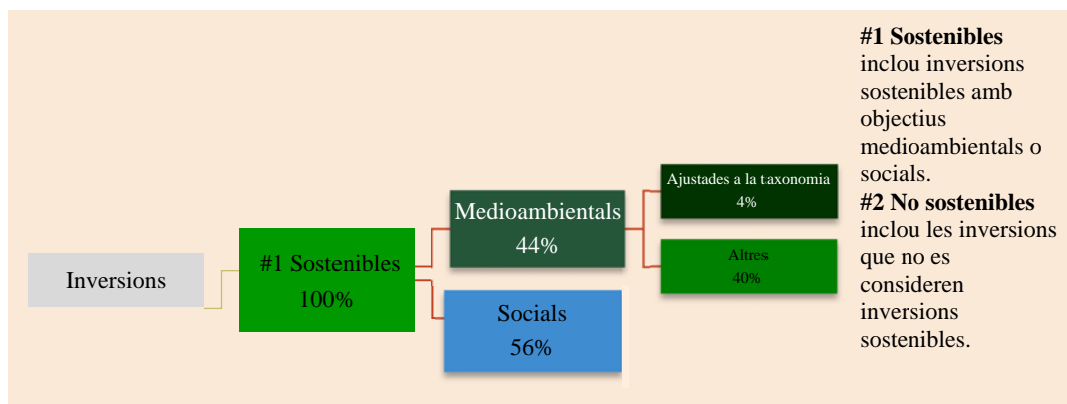 Inversions
#1 Sostenibles
100%
Medioambientals
44%
Socials
56%
Ajustades a la taxonomia
4%
Altres
40%
#1 Sostenibles
inclou inversions
sostenibles amb
objectius
medioambientals o
socials.
#2 No sostenibles
inclou les inversions
que no es
consideren
inversions
sostenibles.